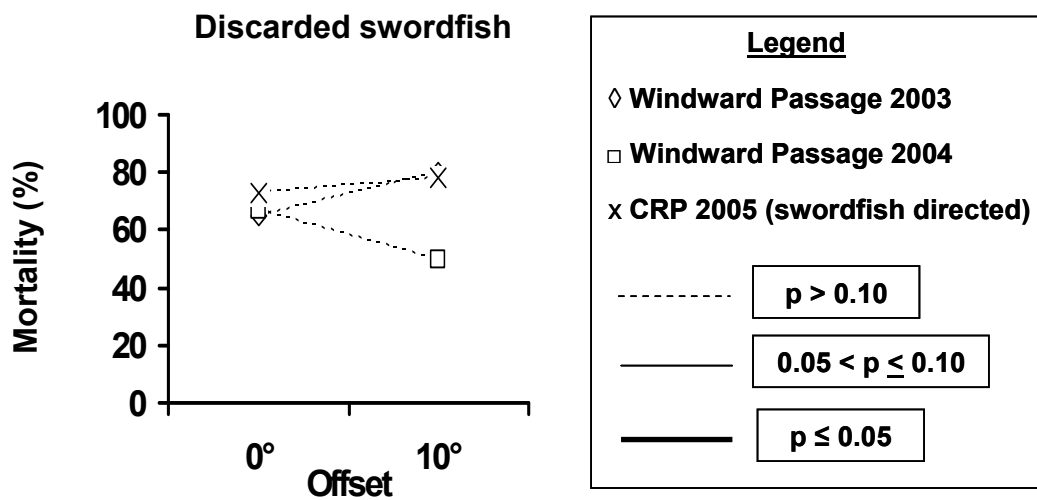 Discarded swordfish
Mortality (%)
100
80
60
40
20
0
0°
10°
Offset
Legend
◊ Windward Passage 2003
□ Windward Passage 2004
x CRP 2005 (swordfish directed)
p > 0.10
0.05 < p ≤ 0.10
p ≤ 0.05